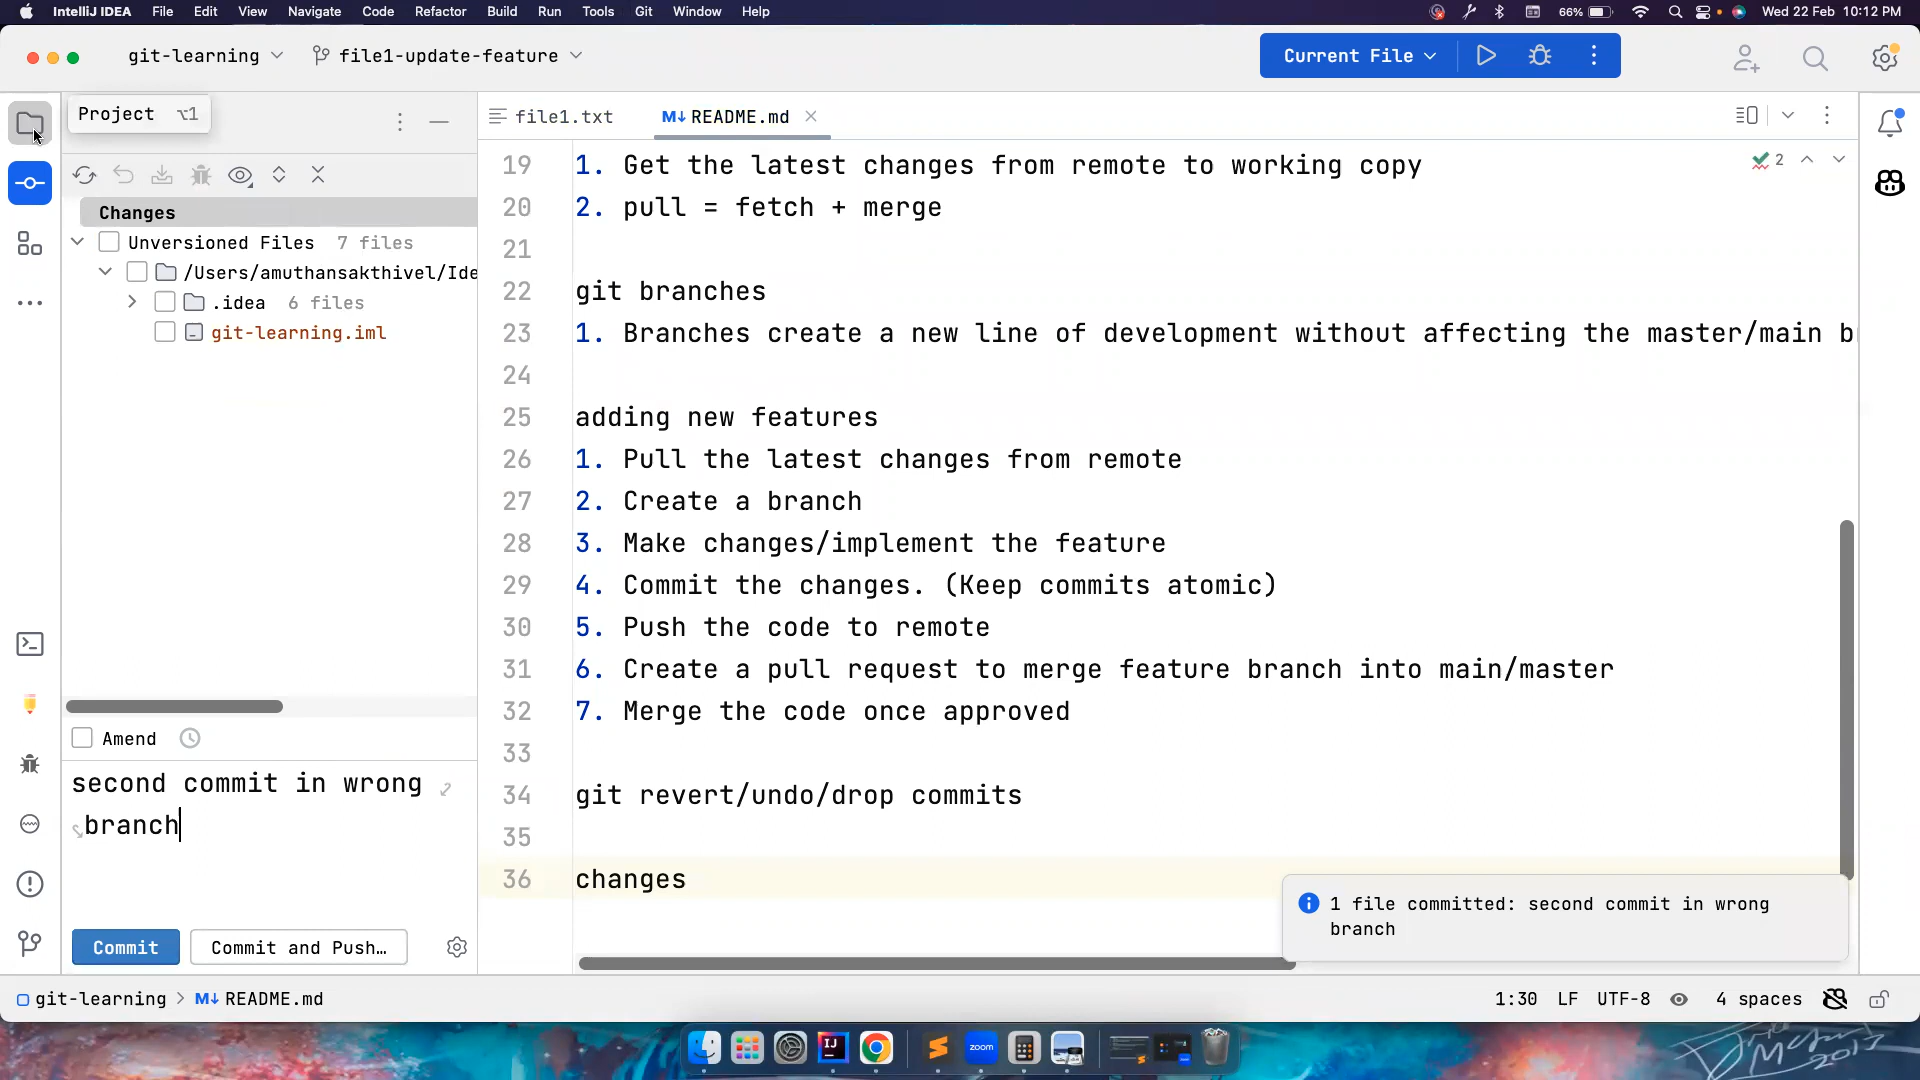 IntelliJ IDEA File Edit View Navigate Code Refactor Build Run Tools Git Window Help 66% Wed 22 Feb 10:12 PM
git-learning file1-update-feature Current File
Project ⌥1
file1.txt M↓ README.md
19 1. Get the latest changes from remote to working copy
2
20 2. pull = fetch + merge
21
22 git branches
23 1. Branches create a new line of development without affecting the master/main b
24
25 adding new features
26 1. Pull the latest changes from remote
27 2. Create a branch
28 3. Make changes/implement the feature
29 4. Commit the changes. (Keep commits atomic)
30 5. Push the code to remote
31 6. Create a pull request to merge feature branch into main/master
32 7. Merge the code once approved
33
34 git revert/undo/drop commits
35
36 changes
Changes
Unversioned Files 7 files
/Users/amuthansakthivel/Ide
.idea 6 files
git-learning.iml
Amend
second commit in wrong
branch
Commit Commit and Push...
1 file committed: second commit in wrong
branch
git-learning > M↓ README.md 1:30 LF UTF-8 4 spaces
IJ zoom
2017